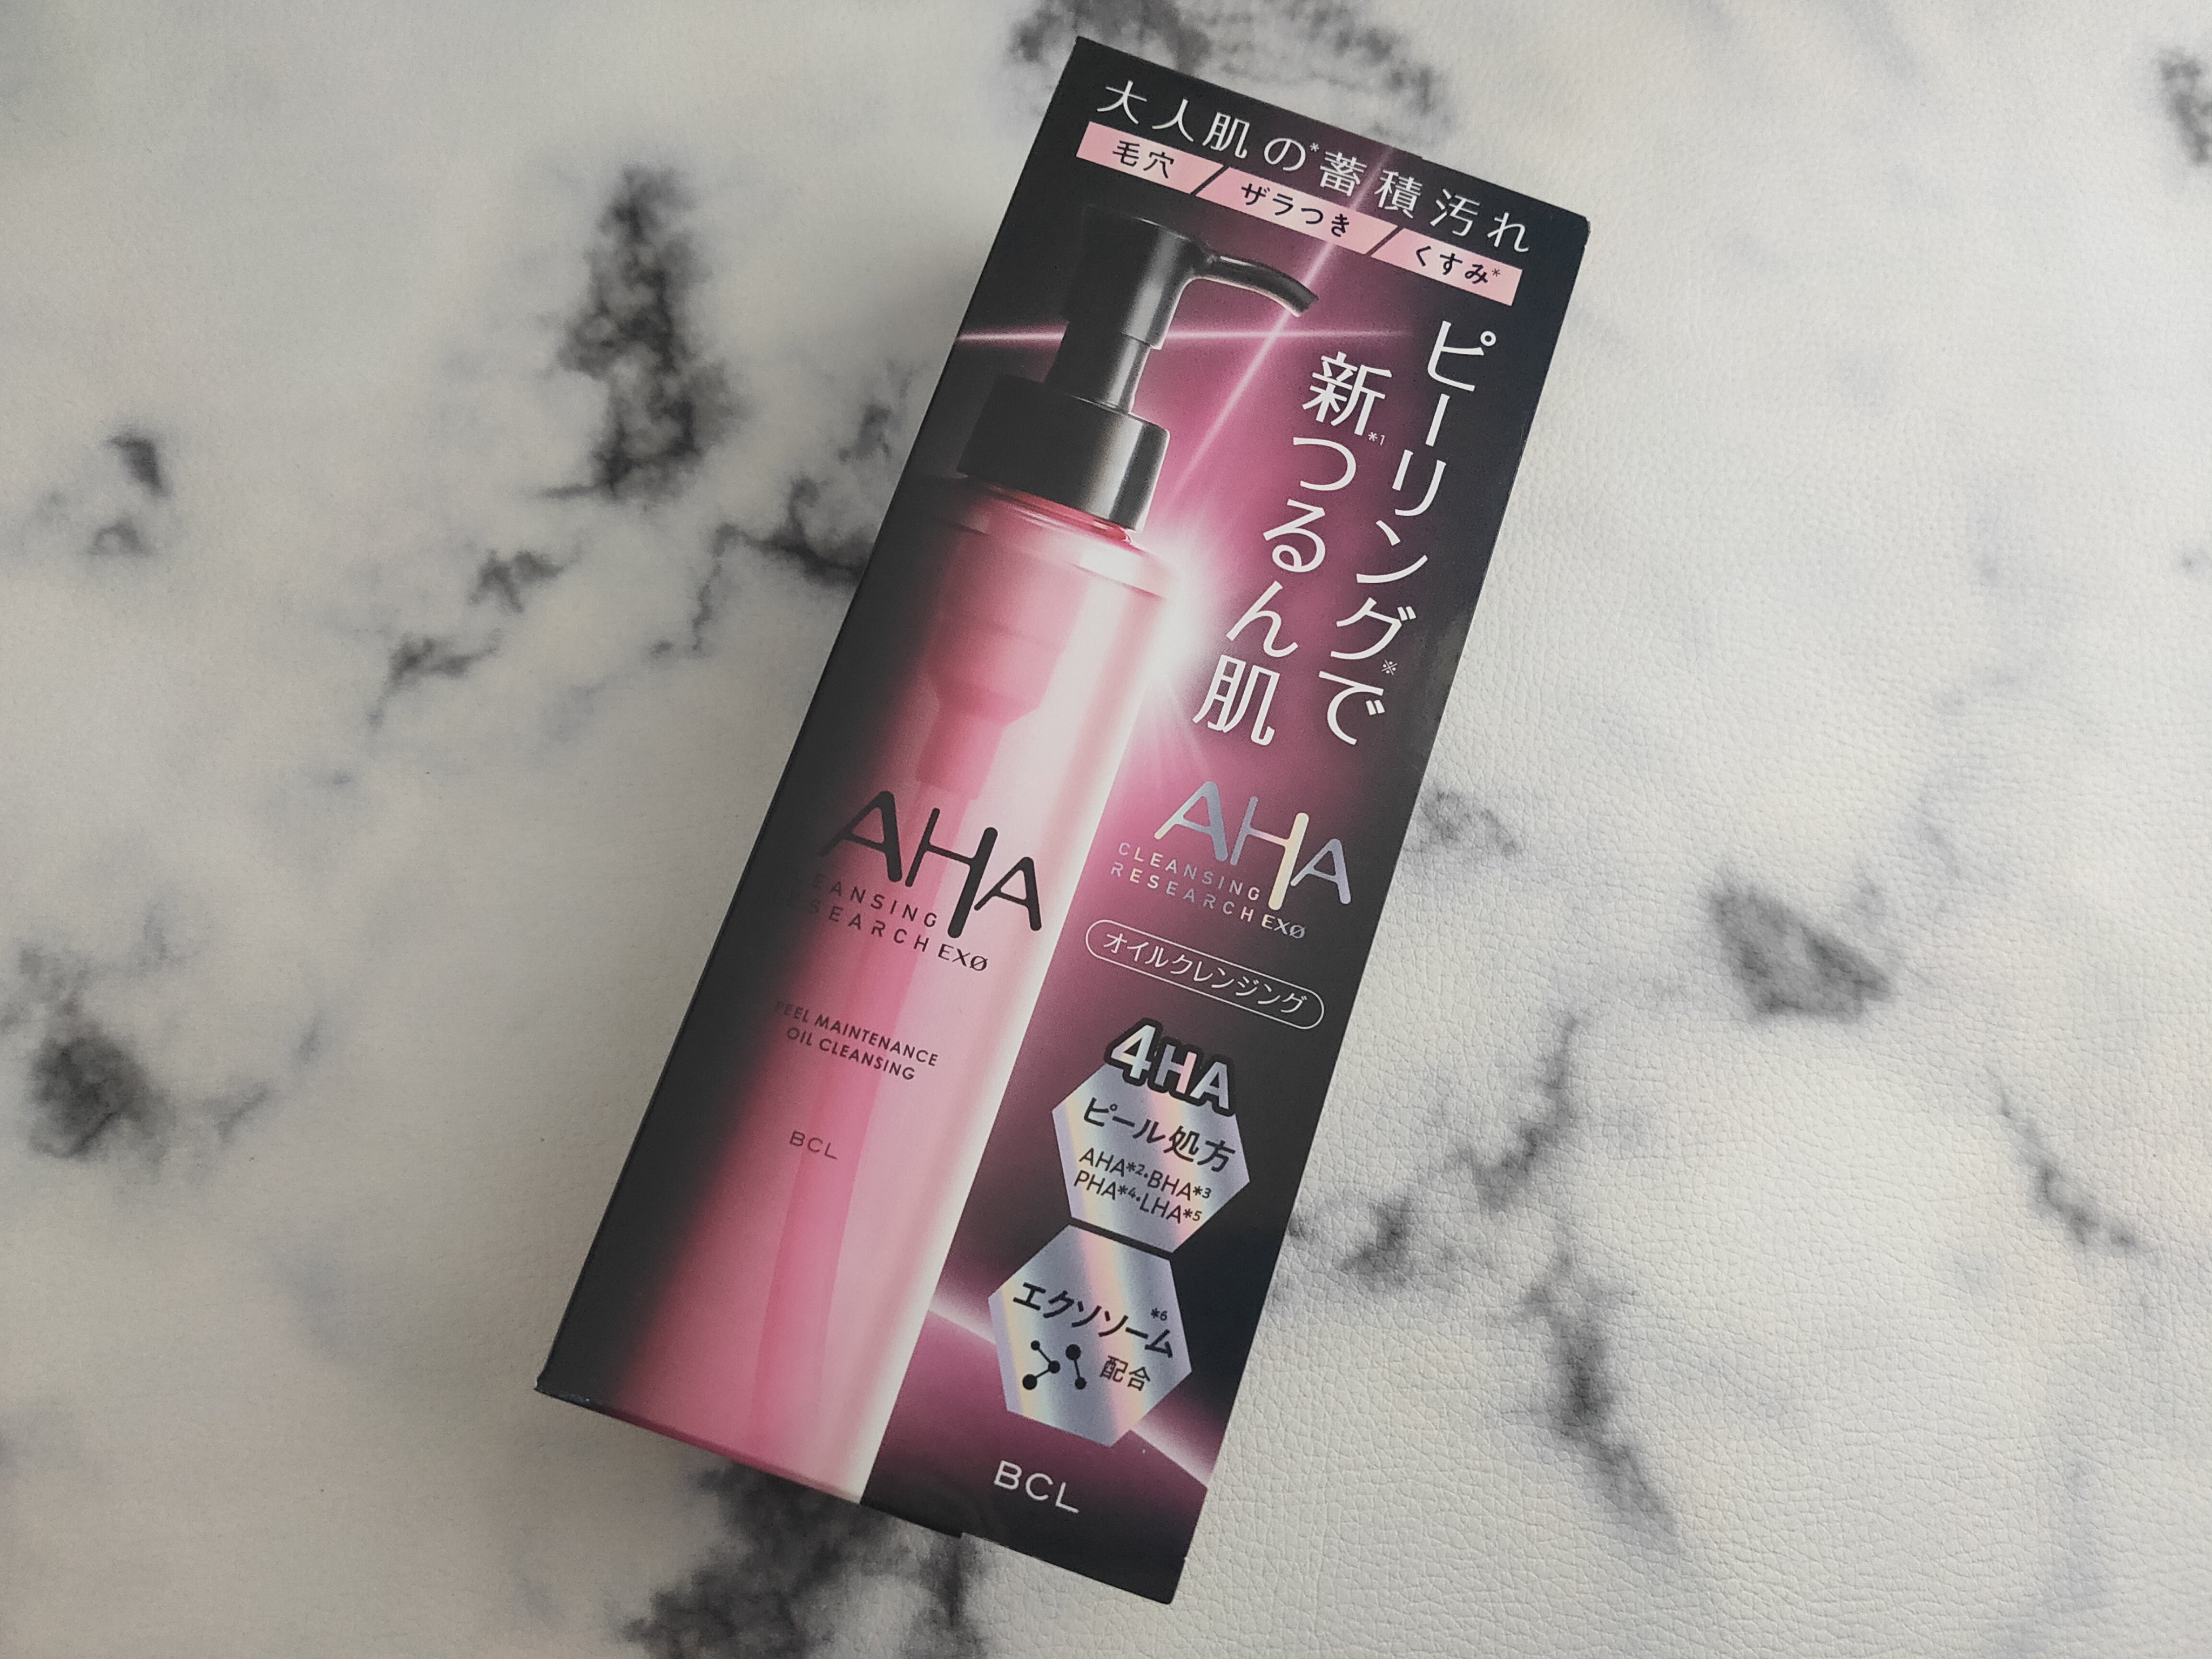 大人肌の*蓄積汚れ
毛穴/ザラつき/くすみ*
ピーリング※で
新*1つるん肌
AHA
CLEANSING
RESEARCH EXØ
オイルクレンジング
4HA
ピール処方
AHA*2・BHA*3
PHA*4・LHA*5
エクソソーム*6
配合
BCL
AHA
EANSING
SEARCH EXØ
PEEL MAINTENANCE
OIL CLEANSING
BCL